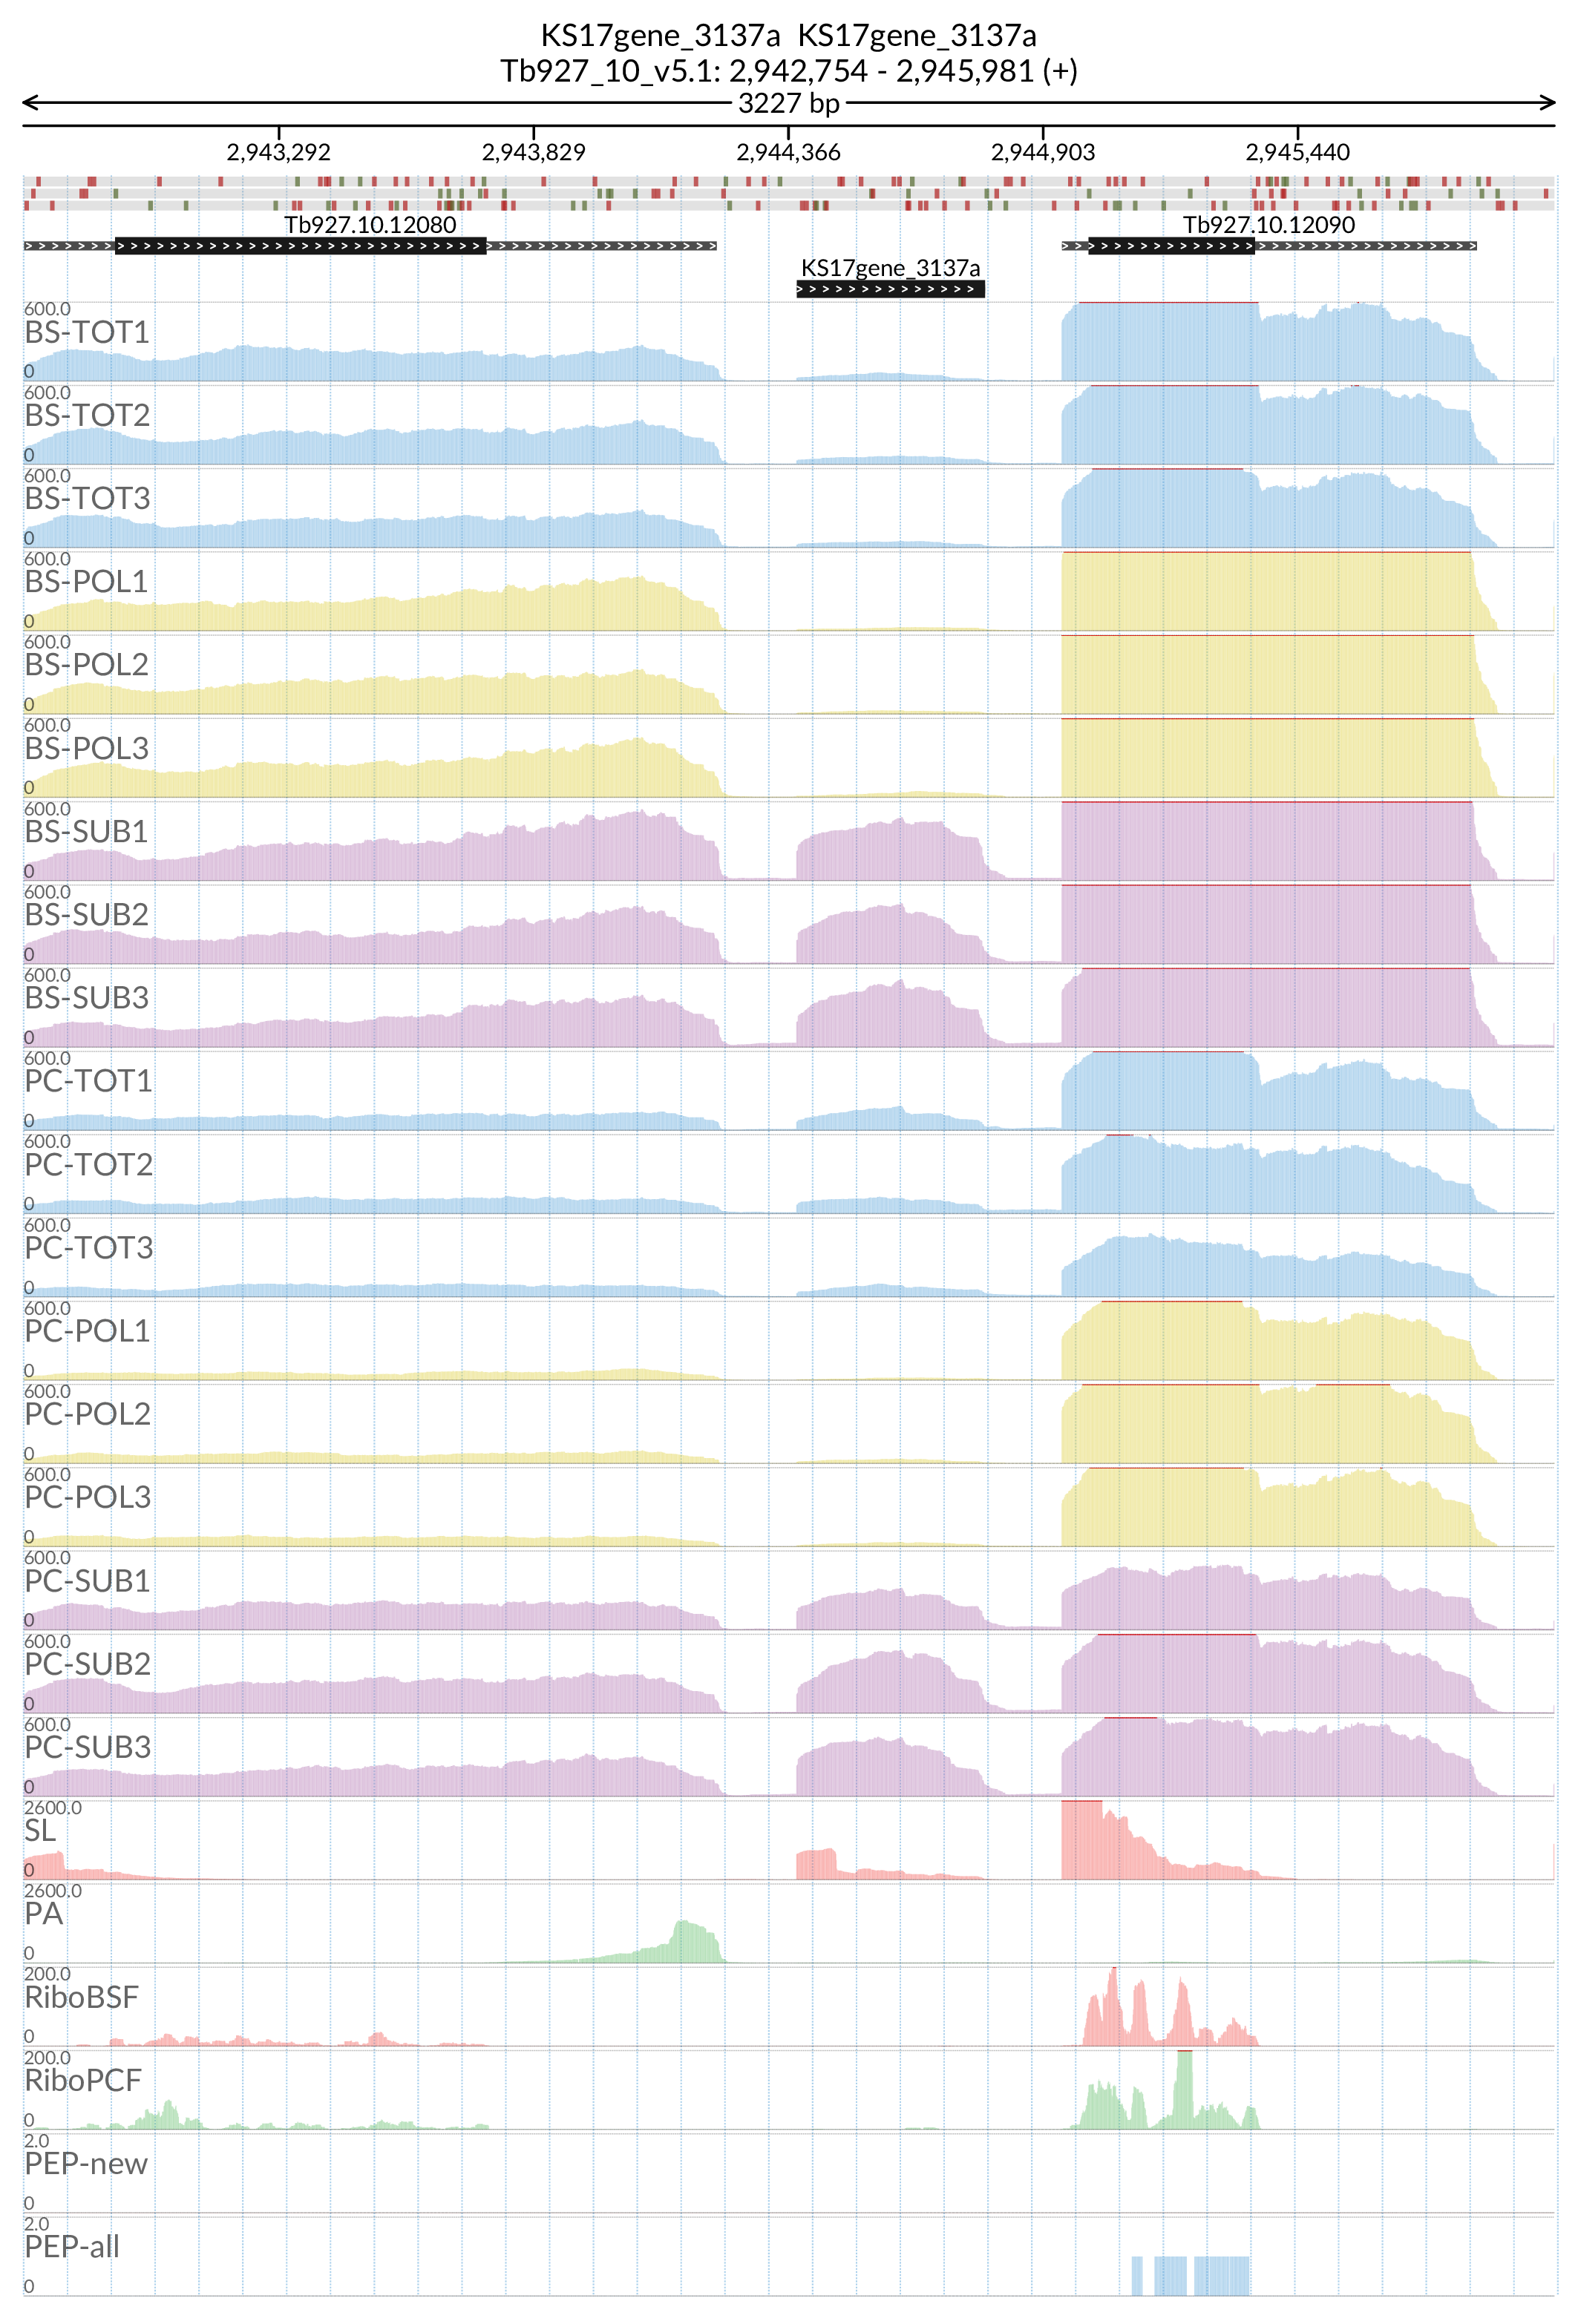 KS17gene_3137a KS17gene_3137a
Tb927_10_v5.1: 2,942,754 - 2,945,981 (+)
3227 bp
2,943,292 2,943,829 2,944,366 2,944,903 2,945,440
Tb927.10.12080 Tb927.10.12090
KS17gene_3137a
600.0
BS-TOT1
0
600.0
BS-TOT2
0
600.0
BS-TOT3
0
600.0
BS-POL1
0
600.0
BS-POL2
0
600.0
BS-POL3
0
600.0
BS-SUB1
0
600.0
BS-SUB2
0
600.0
BS-SUB3
0
600.0
PC-TOT1
0
600.0
PC-TOT2
0
600.0
PC-TOT3
0
600.0
PC-POL1
0
600.0
PC-POL2
0
600.0
PC-POL3
0
600.0
PC-SUB1
0
600.0
PC-SUB2
0
600.0
PC-SUB3
0
2600.0
SL
0
2600.0
PA
0
200.0
RiboBSF
0
200.0
RiboPCF
0
2.0
PEP-new
0
2.0
PEP-all
0